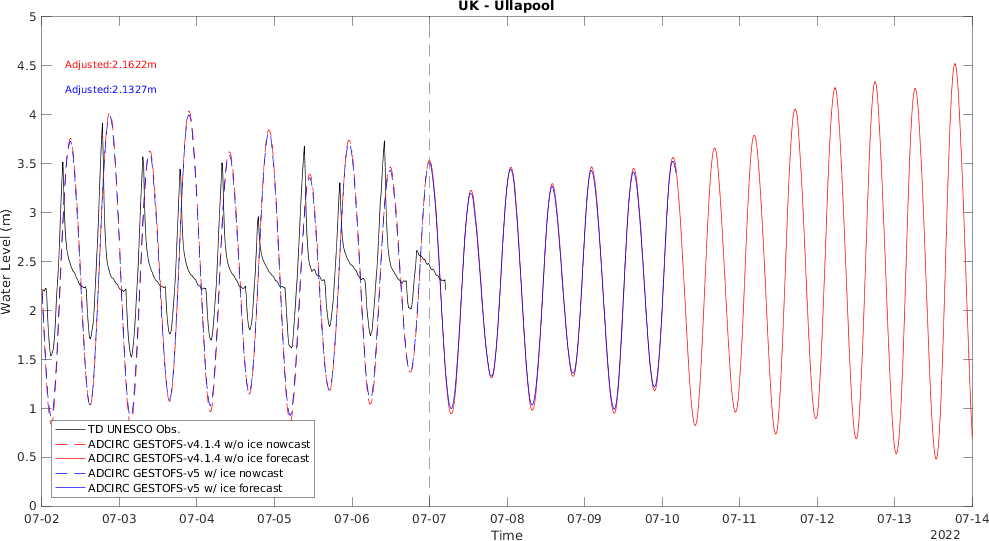 UK - Ullapool
5
4.5
4
3.5
3
2.5
2
1.5
1
0.5
0
Water Level (m)
Adjusted:2.1622m
Adjusted:2.1327m
TD UNESCO Obs.
ADCIRC GESTOFS-v4.1.4 w/o ice nowcast
ADCIRC GESTOFS-v4.1.4 w/o ice forecast
ADCIRC GESTOFS-v5 w/ ice nowcast
ADCIRC GESTOFS-v5 w/ ice forecast
07-02 07-03 07-04 07-05 07-06 07-07 07-08 07-09 07-10 07-11 07-12 07-13 07-14
Time
2022